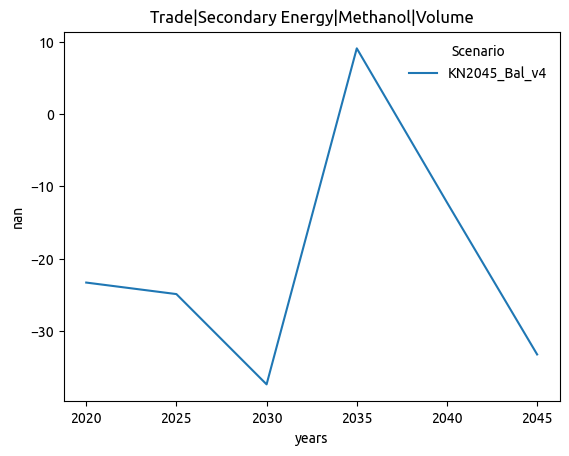 Trade|Secondary Energy|Methanol|Volume
Scenario
KN2045_Bal_v4
10
0
−10
−20
−30
nan
2020 2025 2030 2035 2040 2045
years